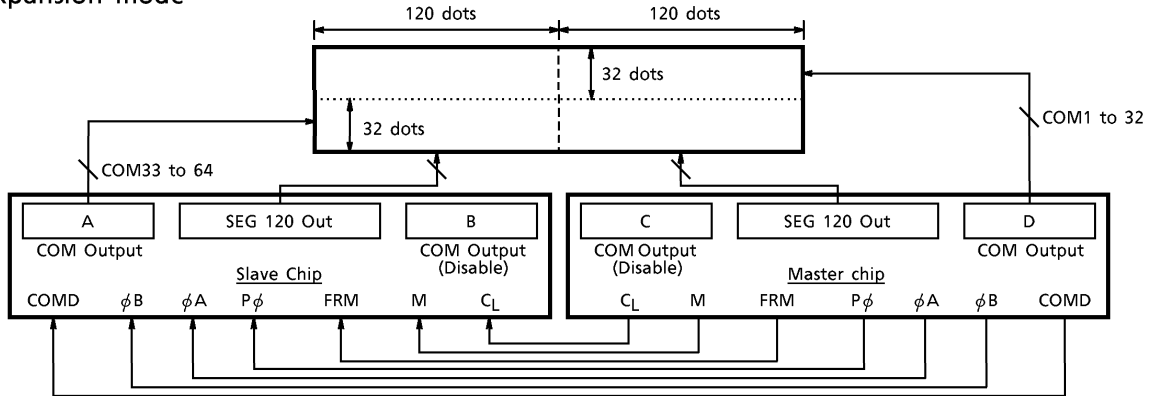 120 dots 120 dots
32 dots
32 dots
COM33 to 64
COM1 to 32
A SEG 120 Out B
COM Output COM Output
(Disable)
Slave Chip
COMD φB φA Pφ FRM M CL
C SEG 120 Out D
COM Output COM Output
(Disable)
Master chip
CL M FRM Pφ φA φB COMD